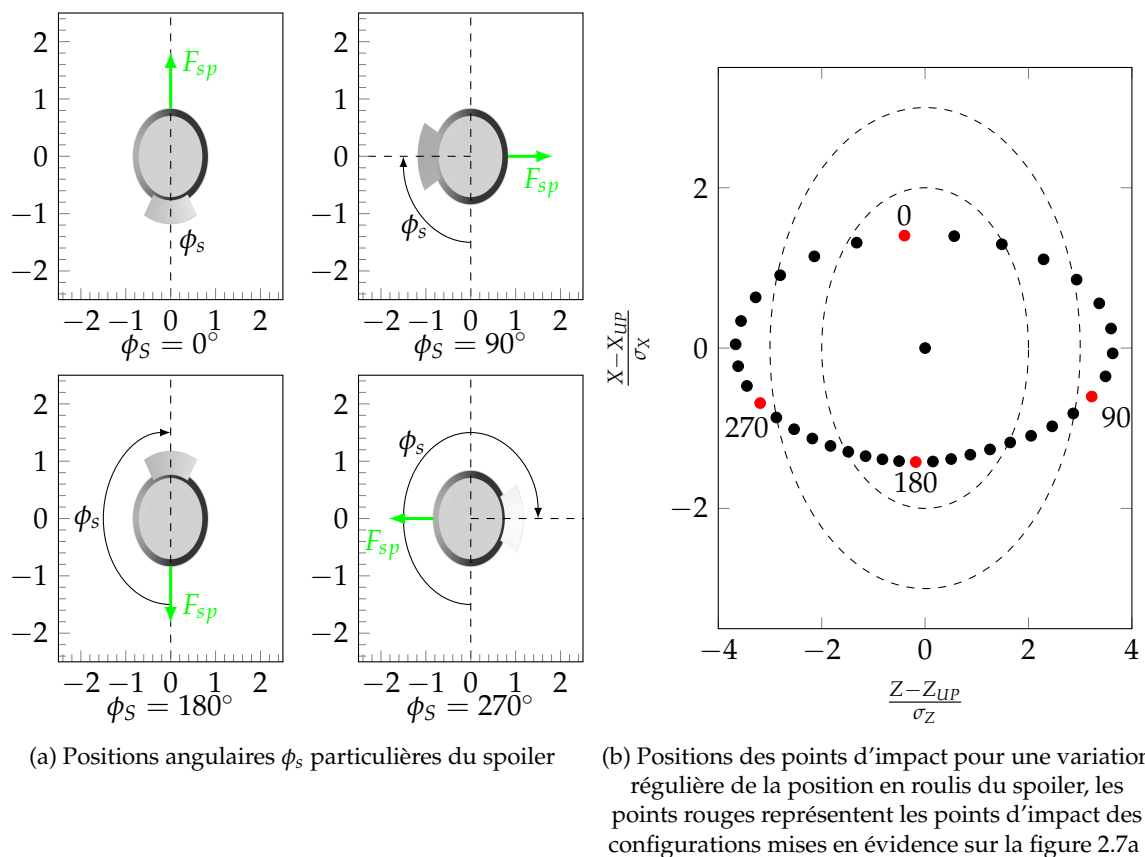 2
1
0
−1
−2
F_sp
ϕ_s
−2 −1 0 1 2
ϕ_S = 0°
2
1
0
−1
−2
F_sp
ϕ_s
−2 −1 0 1 2
ϕ_S = 90°
2
1
0
−1
−2
ϕ_s
F_sp
−2 −1 0 1 2
ϕ_S = 180°
2
1
0
−1
−2
ϕ_s
F_sp
−2 −1 0 1 2
ϕ_S = 270°
(a) Positions angulaires ϕ_s particulières du spoiler
2
0
−2
X−X_UP
σ_X
0
270
90
180
−4 −2 0 2 4
Z−Z_UP
σ_Z
(b) Positions des points d'impact pour une variation
régulière de la position en roulis du spoiler, les
points rouges représentent les points d'impact des
configurations mises en évidence sur la figure 2.7a